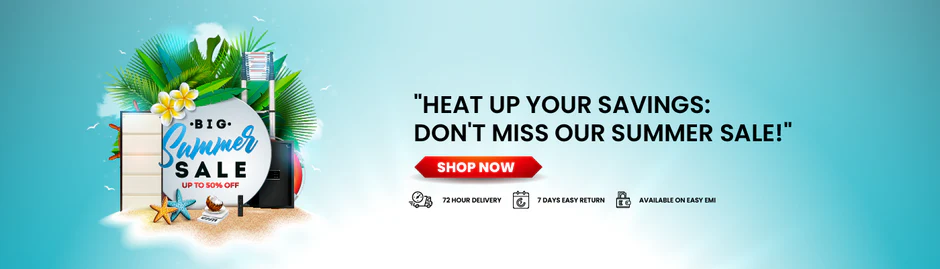 ·BIG·
Summer
SALE
UP TO 50% OFF
"HEAT UP YOUR SAVINGS:
DON'T MISS OUR SUMMER SALE!"
SHOP NOW
72 HOUR DELIVERY
7 DAYS EASY RETURN
AVAILABLE ON EASY EMI